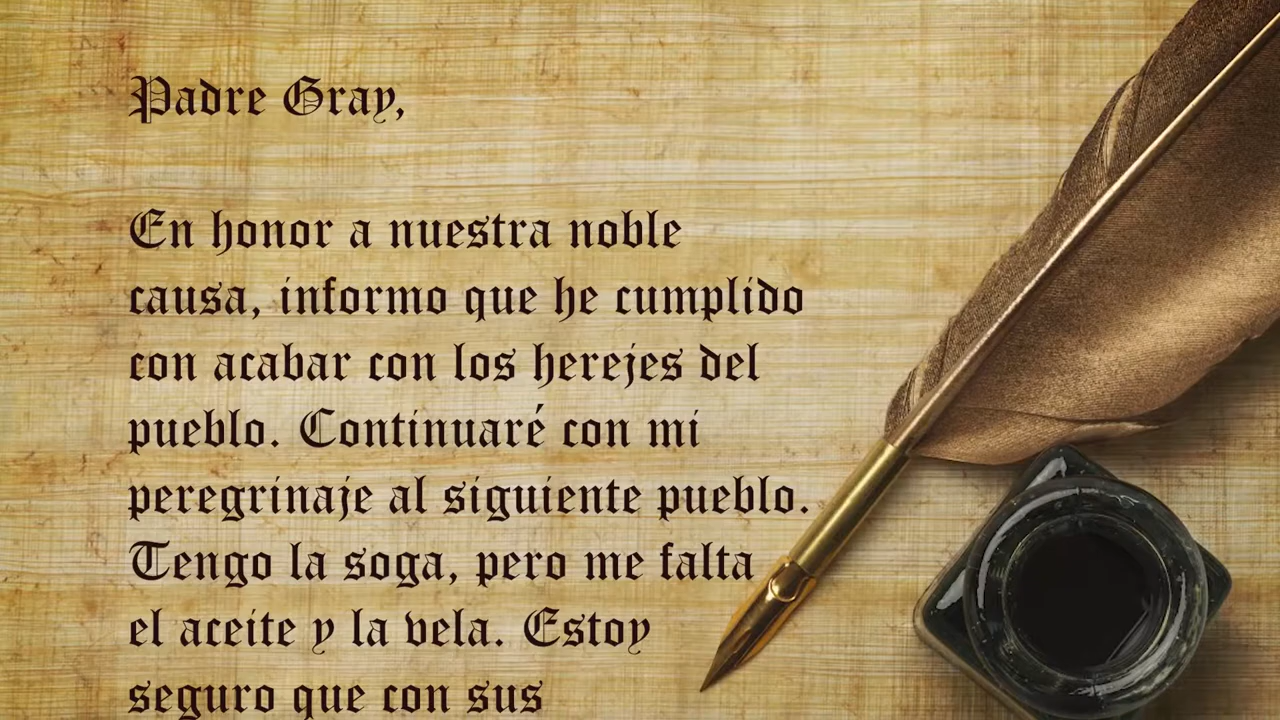 Padre Gray,
En honor a nuestra noble
causa, informo que he cumplido
con acabar con los herejes del
pueblo. Continuaré con mi
peregrinaje al siguiente pueblo.
Tengo la soga, pero me falta
el aceite y la vela. Estoy
seguro que con sus